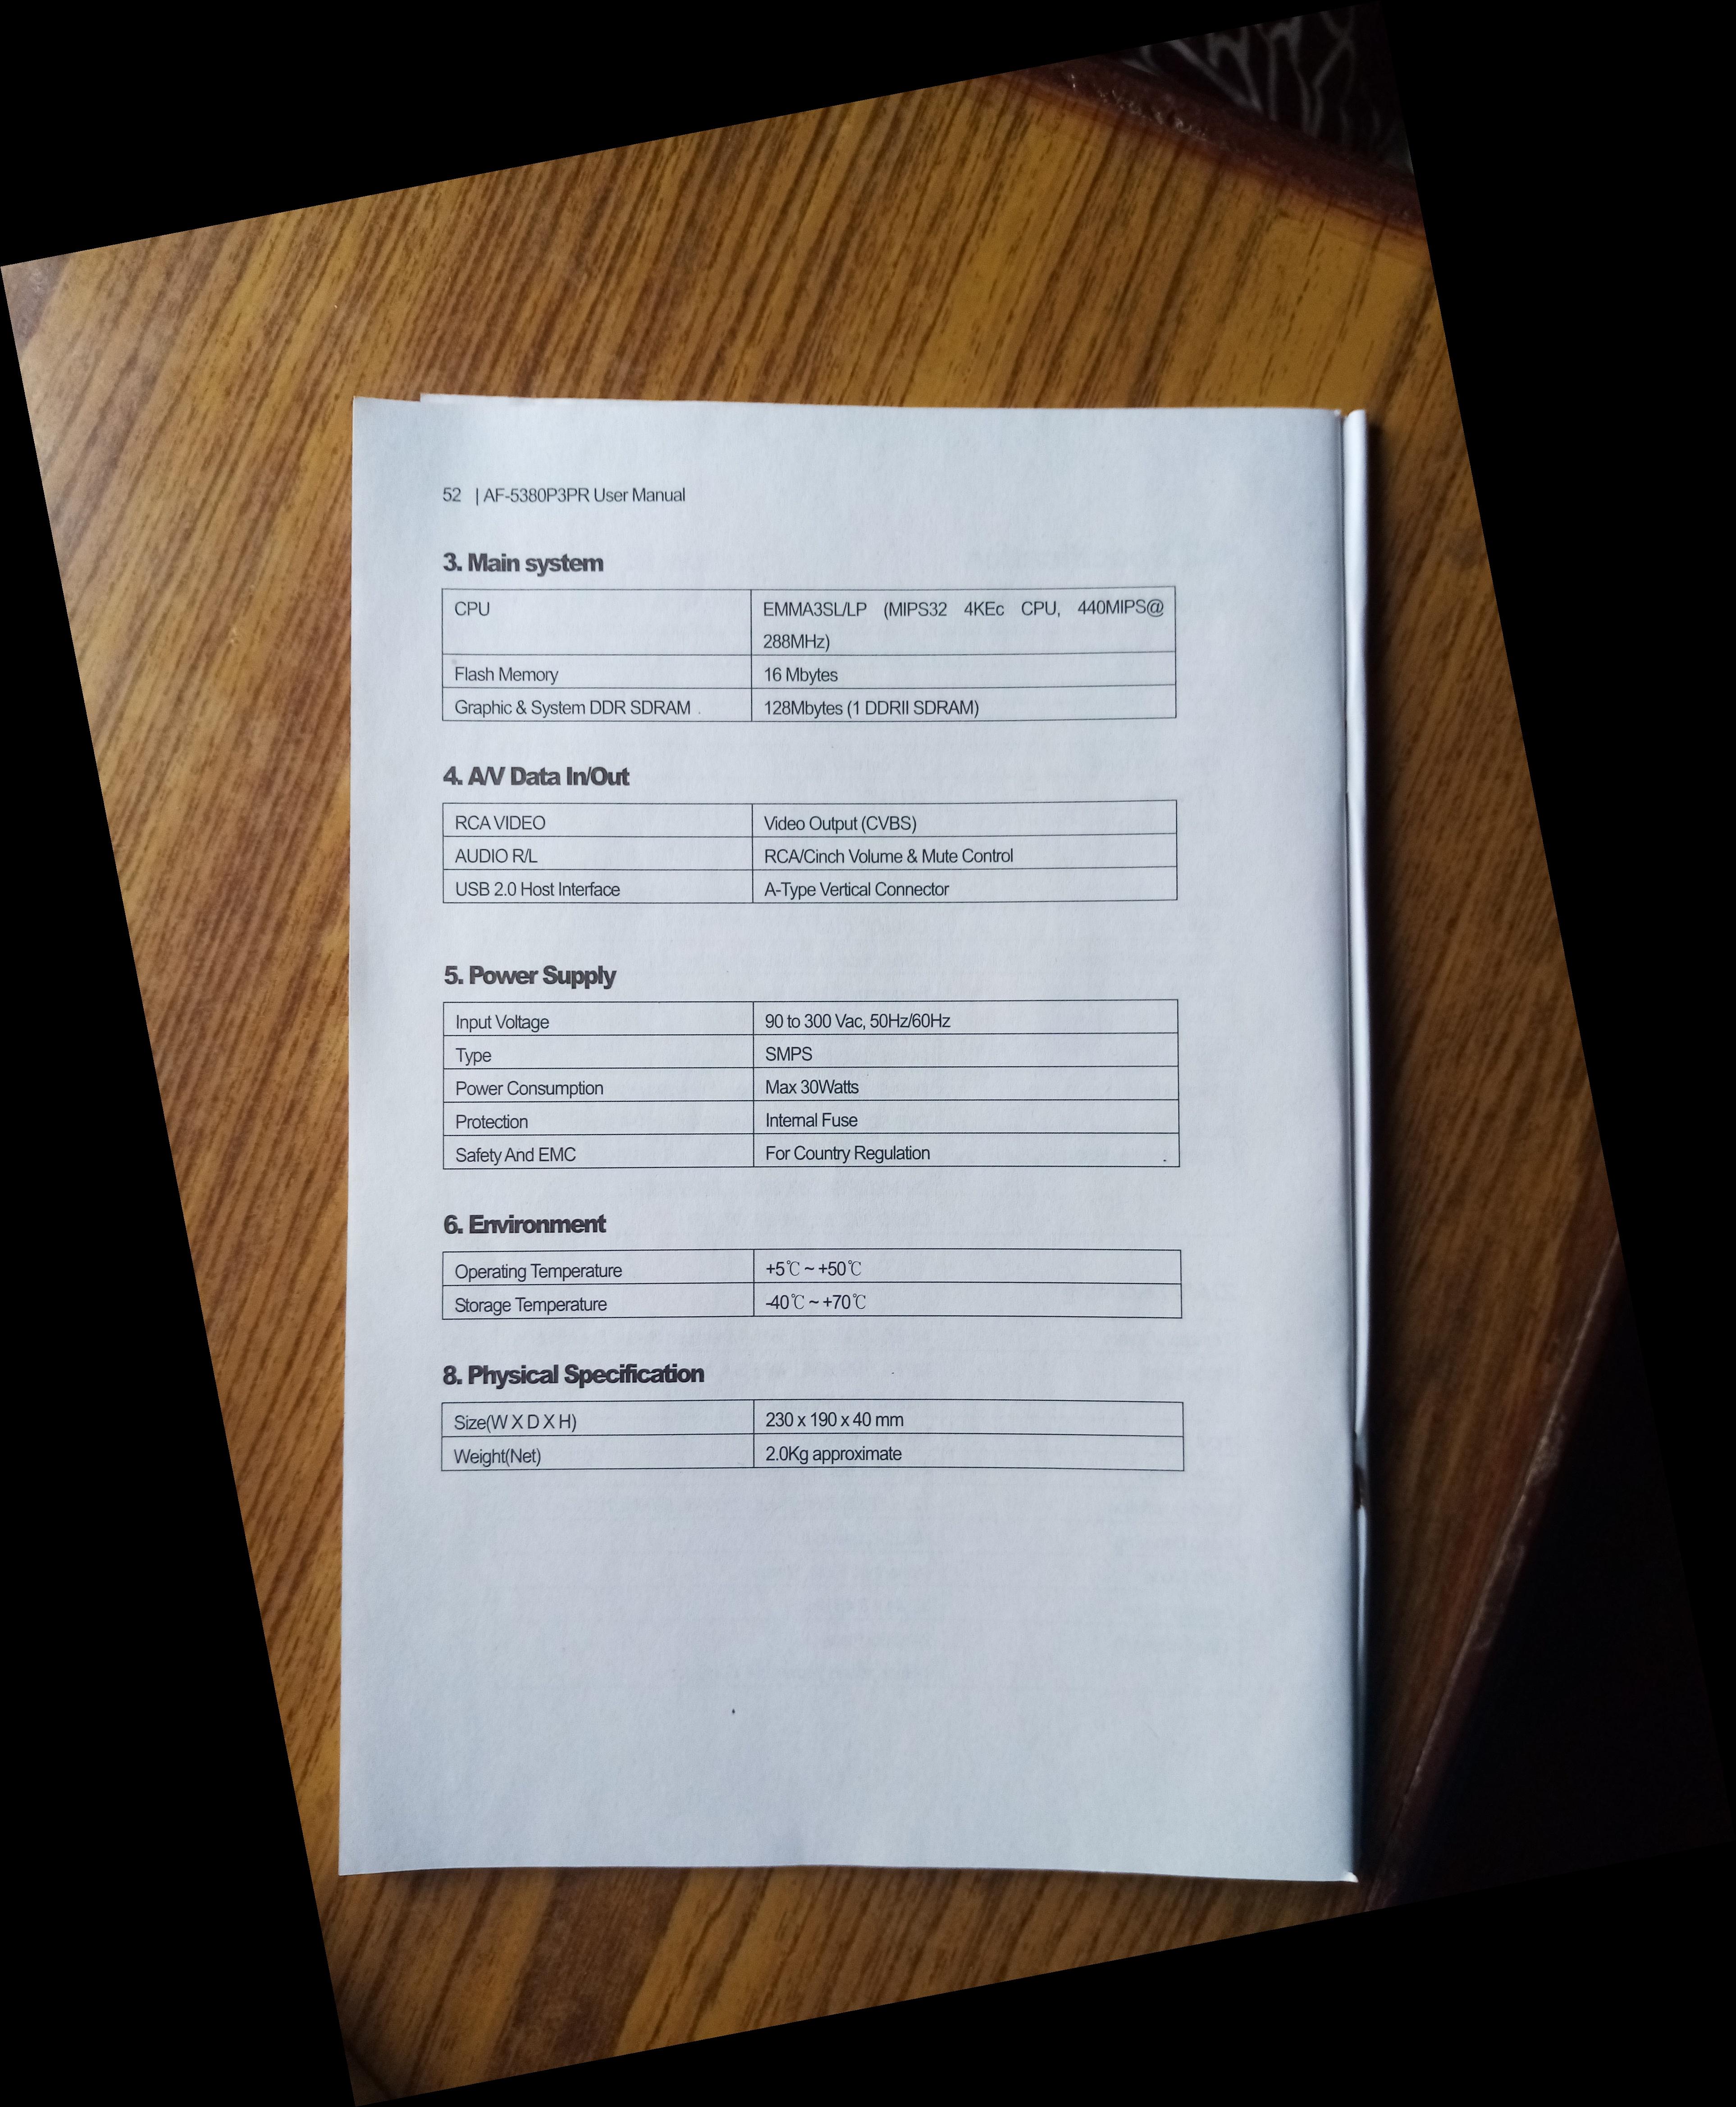 52 | AF-5380P3PR User Manual
3. Main system
CPU EMMA3SL/LP (MIPS32 4KEc CPU, 440MIPS@
288MHz)
Flash Memory 16 Mbytes
Graphic & System DDR SDRAM 128Mbytes (1 DDRII SDRAM)
4. A/V Data In/Out
RCA VIDEO Video Output (CVBS)
AUDIO R/L RCA/Cinch Volume & Mute Control
USB 2.0 Host Interface A-Type Vertical Connector
5. Power Supply
Input Voltage 90 to 300 Vac, 50Hz/60Hz
Type SMPS
Power Consumption Max 30Watts
Protection Internal Fuse
Safety And EMC For Country Regulation
6. Environment
Operating Temperature +5℃ ~ +50℃
Storage Temperature -40℃ ~ +70℃
8. Physical Specification
Size(W X D X H) 230 x 190 x 40 mm
Weight(Net) 2.0Kg approximate